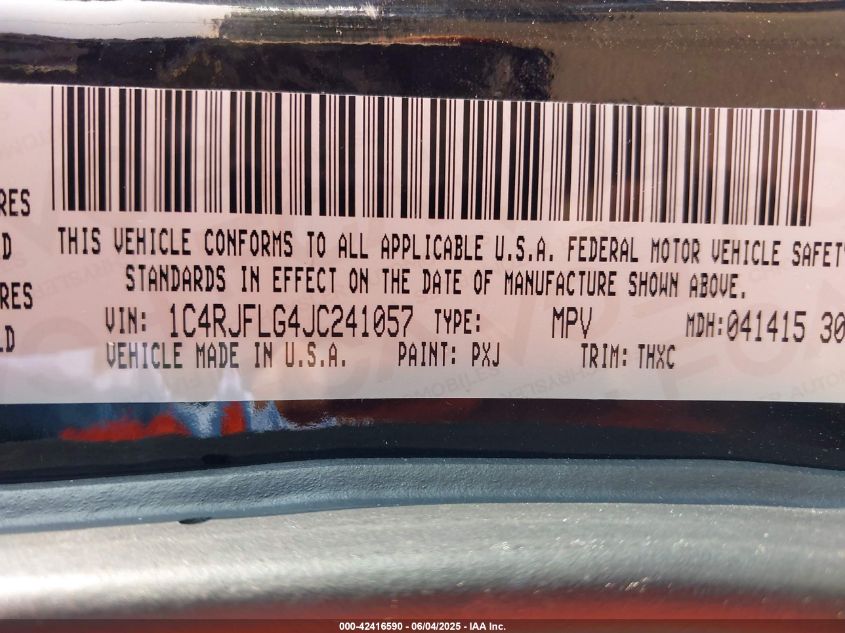 RES
D
RES
LD
THIS VEHICLE CONFORMS TO ALL APPLICABLE U.S.A. FEDERAL MOTOR VEHICLE SAFETY
STANDARDS IN EFFECT ON THE DATE OF MANUFACTURE SHOWN ABOVE.
VIN: 1C4RJFLG4JC241057 TYPE: MPV MDH:041415 30
VEHICLE MADE IN U.S.A. PAINT: PXJ TRIM: THXC
000-42416590 - 06/04/2025 - IAA Inc.